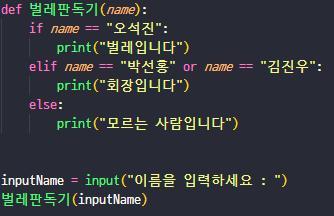 def 벌레판독기(name):
    if name == "오석진":
        print("벌레입니다")
    elif name == "박선홍" or name == "김진우":
        print("회장입니다")
    else:
        print("모르는 사람입니다")
inputName = input("이름을 입력하세요 : ")
벌레판독기(inputName)